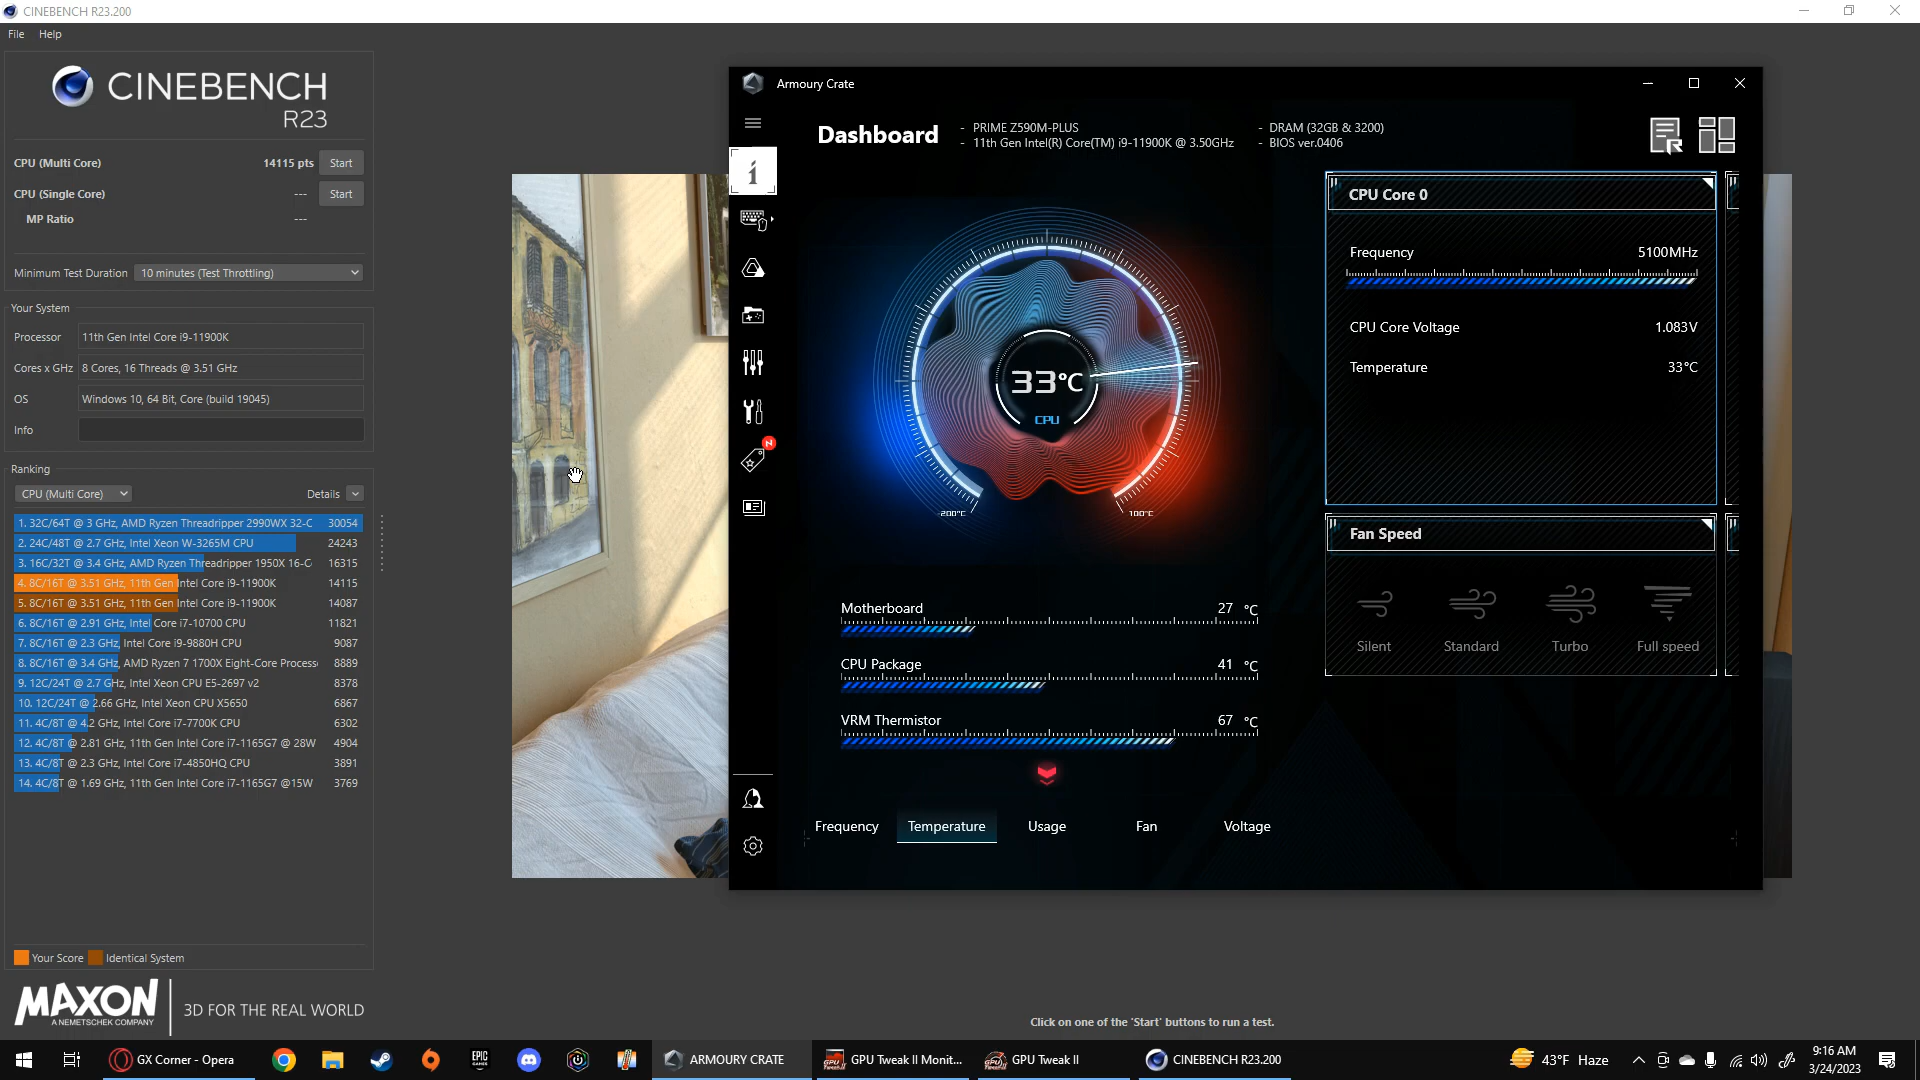 CINEBENCH R23.200
File Help
CINEBENCH
R23
CPU (Multi Core) 14115 pts Start
CPU (Single Core) --- Start
MP Ratio ---
Minimum Test Duration 10 minutes (Test Throttling)
Your System
Processor 11th Gen Intel Core i9-11900K
Cores x GHz 8 Cores, 16 Threads @ 3.51 GHz
OS Windows 10, 64 Bit, Core (build 19045)
Info
Ranking
CPU (Multi Core) Details
1. 32C/64T @ 3 GHz, AMD Ryzen Threadripper 2990WX 32-C 30054
2. 24C/48T @ 2.7 GHz, Intel Xeon W-3265M CPU 24243
3. 16C/32T @ 3.4 GHz, AMD Ryzen Threadripper 1950X 16-C 16315
4. 8C/16T @ 3.51 GHz, 11th Gen Intel Core i9-11900K 14115
5. 8C/16T @ 3.51 GHz, 11th Gen Intel Core i9-11900K 14087
6. 8C/16T @ 2.91 GHz, Intel Core i7-10700 CPU 11821
7. 8C/16T @ 2.3 GHz, Intel Core i9-9880H CPU 9087
8. 8C/16T @ 3.4 GHz, AMD Ryzen 7 1700X Eight-Core Process 8889
9. 12C/24T @ 2.7 GHz, Intel Xeon CPU E5-2697 v2 8378
10. 12C/24T @ 2.66 GHz, Intel Xeon CPU X5650 6867
11. 4C/8T @ 4.2 GHz, Intel Core i7-7700K CPU 6302
12. 4C/8T @ 2.81 GHz, 11th Gen Intel Core i7-1165G7 @ 28W 4904
13. 4C/8T @ 2.3 GHz, Intel Core i7-4850HQ CPU 3891
14. 4C/8T @ 1.69 GHz, 11th Gen Intel Core i7-1165G7 @15W 3769
Your Score Identical System
MAXON
A NEMETSCHEK COMPANY
3D FOR THE REAL WORLD
Armoury Crate
Dashboard
- PRIME Z590M-PLUS
- 11th Gen Intel(R) Core(TM) i9-11900K @ 3.50GHz
- DRAM (32GB & 3200)
- BIOS ver.0406
N
33°C
CPU
-200°C 100°C
Motherboard 27 °C
CPU Package 41 °C
VRM Thermistor 67 °C
Frequency Temperature Usage Fan Voltage
CPU Core 0
Frequency 5100MHz
CPU Core Voltage 1.083V
Temperature 33°C
Fan Speed
Silent Standard Turbo Full speed
Click on one of the 'Start' buttons to run a test.
GX Corner - Opera
EPIC
GAMES
ARMOURY CRATE
GPU Tweak II Monit...
GPU Tweak II
CINEBENCH R23.200
43°F Haze
9:16 AM
3/24/2023